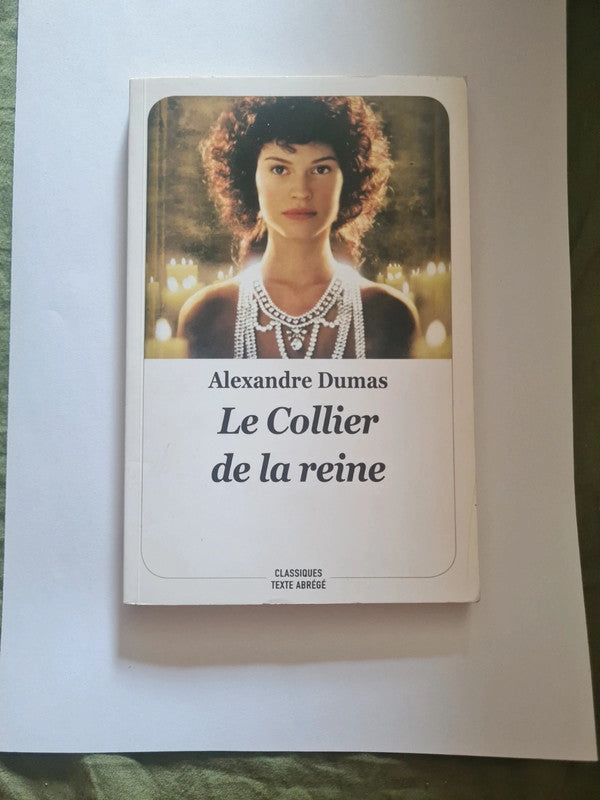 Alexandre Dumas
Le Collier
de la reine
CLASSIQUES
TEXTE ABRÉGÉ